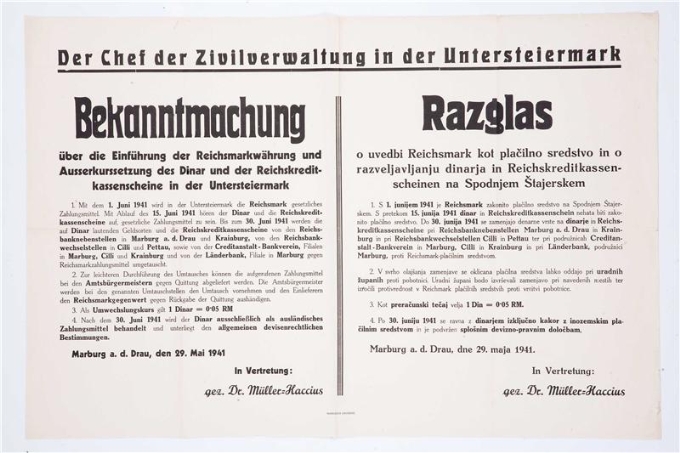 Der Chef der Zivilverwaltung in der Untersteiermark
Bekanntmachung
über die Einführung der Reichsmarkwährung und
Ausserkurssetzung des Dinar und der Reichskredit-
kassenscheine in der Untersteiermark
1. Mit dem 1. Juni 1941 wird in der Untersteiermark die Reichsmark gesetzliches
Zahlungsmittel. Mit Ablauf des 15. Juni 1941 hören der Dinar und die Reichskredit-
kassenscheine auf, gesetzliche Zahlungsmittel zu sein. Bis zum 30. Juni 1941 werden die
auf Dinar lautenden Geldsorten und die Reichskreditkassenscheine von den Reichs-
banknebenstellen in Marburg a. d. Drau und Krainburg, von den Reichsbank-
wechselstellen in Cilli und Pettau, sowie von der Creditanstalt-Bankverein, Filialen
in Marburg, Cilli und Krainburg und von der Länderbank, Filiale in Marburg gegen
Reichsmarkzahlungsmittel umgetauscht.
2. Zur leichteren Durchführung des Umtausches können die aufgerufenen Zahlungsmittel
bei den Amtsbürgermeistern gegen Quittung abgeliefert werden. Die Amtsbürgermeister
werden bei den genannten Umtauschstellen den Umtausch vornehmen und den Einlieferern
den Reichsmarkgegenwert gegen Rückgabe der Quittung aushändigen.
3. Als Umwechslungskurs gilt 1 Dinar = 0·05 RM.
4. Nach dem 30. Juni 1941 wird der Dinar ausschließlich als ausländisches
Zahlungsmittel behandelt und unterliegt den allgemeinen devisenrechtlichen
Bestimmungen.
Marburg a. d. Drau, den 29. Mai 1941
In Vertretung:
gez. Dr. Müller-Haccius
Razglas
o uvedbi Reichsmark kot plačilno sredstvo in o
razveljavljanju dinarja in Reichskreditkassen-
scheinen na Spodnjem Štajerskem
1. S 1. junijem 1941 je Reichsmark zakonito plačilno sredstvo na Spodnjem Štajer-
skem. S pretekom 15. junija 1941 dinar in Reichskreditkassenschein nehata biti zako-
nito plačilno sredstvo. Do 30. junija 1941 se zamenjajo denarne vrste na dinarje in Reichs-
kreditkassenscheine pri Reichsbanknebenstellen Marburg a. d. Drau in Krain-
burg in pri Reichsbankwechselstellen Cilli in Pettau ter pri podružnicah Creditan-
stalt-Bankverein in Marburg, Cilli in Krainburg in pri Länderbank, podružnici
Marburg, proti Reichsmark-plačilnim sredstvom.
2. V svrho olajšanja zamenjave se oklicana plačilna sredstva lahko oddajo pri uradnih
županih proti pobotnici. Uradni župani bodo izvrševali zamenjavo pri navedenih mestih ter
izročili protivrednost v Reichsmark plačilnih sredstvih proti vrnitvi pobotnice.
3. Kot preračunski tečaj velja 1 Din = 0·05 RM.
4. Po 30. juniju 1941 se ravna z dinarjem izključno kakor z inozemskim pla-
čilnim sredstvom in je podvržen splošnim devizno-pravnim določbam.
Marburg a. d. Drau, dne 29. maja 1941.
In Vertretung:
gez. Dr. Müller-Haccius